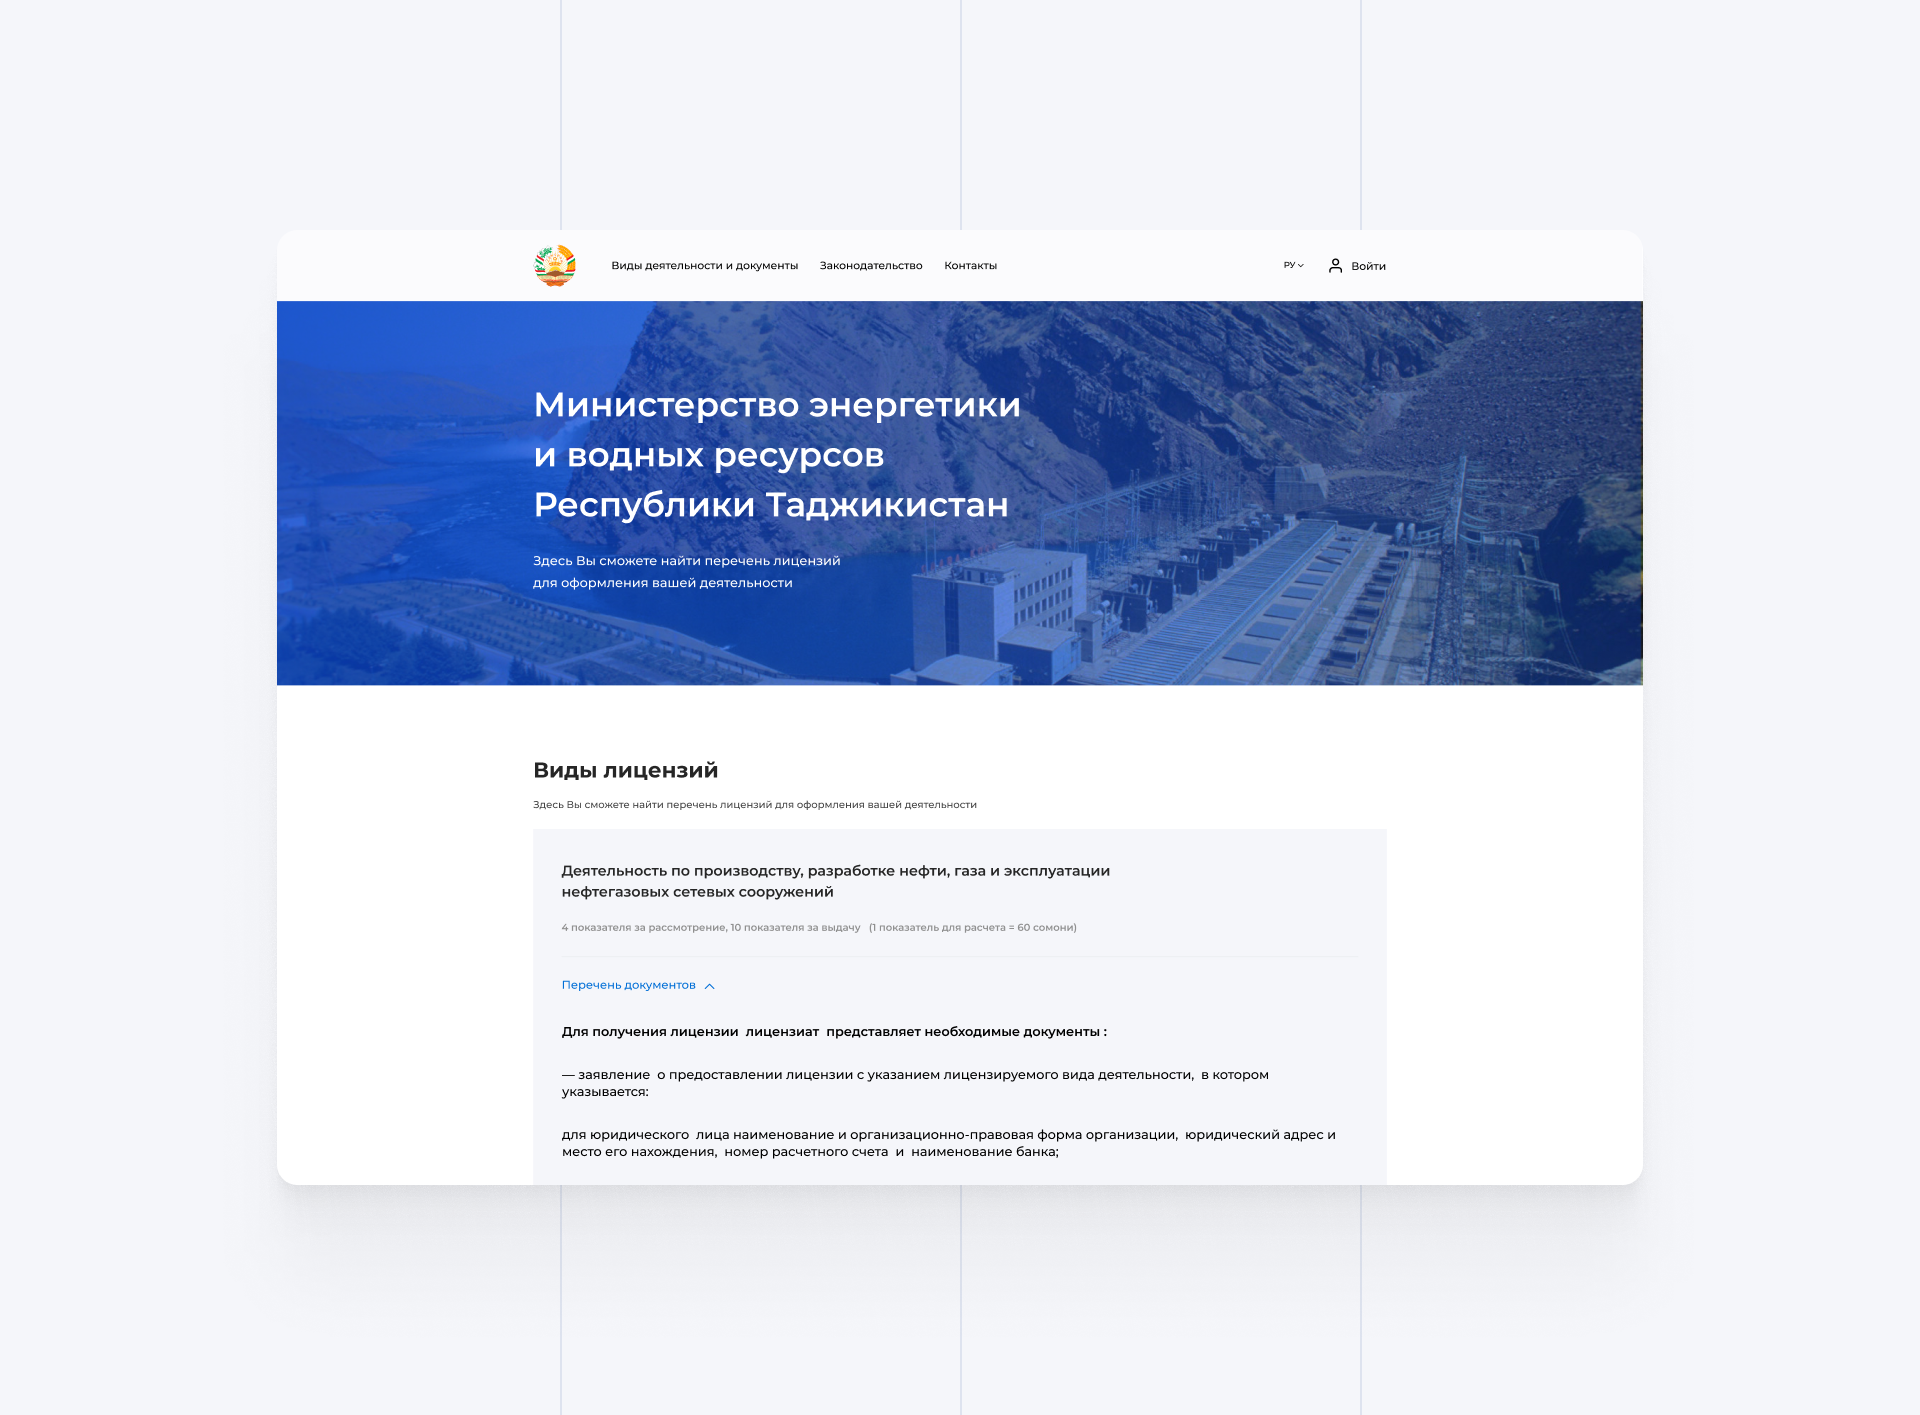 Виды деятельности и документы Законодательство Контакты РУ Войти
Министерство энергетики
и водных ресурсов
Республики Таджикистан
Здесь Вы сможете найти перечень лицензий
для оформления вашей деятельности
Виды лицензий
Здесь Вы сможете найти перечень лицензий для оформления вашей деятельности
Деятельность по производству, разработке нефти, газа и эксплуатации
нефтегазовых сетевых сооружений
4 показателя за рассмотрение, 10 показателя за выдачу (1 показатель для расчета = 60 сомони)
Перечень документов
Для получения лицензии лицензиат представляет необходимые документы :
— заявление о предоставлении лицензии с указанием лицензируемого вида деятельности, в котором
указывается:
для юридического лица наименование и организационно-правовая форма организации, юридический адрес и
место его нахождения, номер расчетного счета и наименование банка;